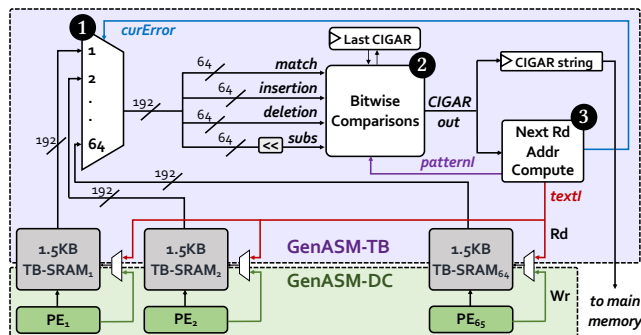 1
curError
Last CIGAR
2
1
2
.
.
64
192
192
192
192
64
match
64
insertion
64
deletion
64
<<
subs
Bitwise
Comparisons
CIGAR
out
CIGAR string
3
Next Rd
Addr
Compute
patternI
textI
Rd
1.5KB
TB-SRAM₁
1.5KB
TB-SRAM₂
1.5KB
TB-SRAM₆₄
GenASM-TB
GenASM-DC
PE₁
PE₂
PE₆₅
Wr
to main
memory